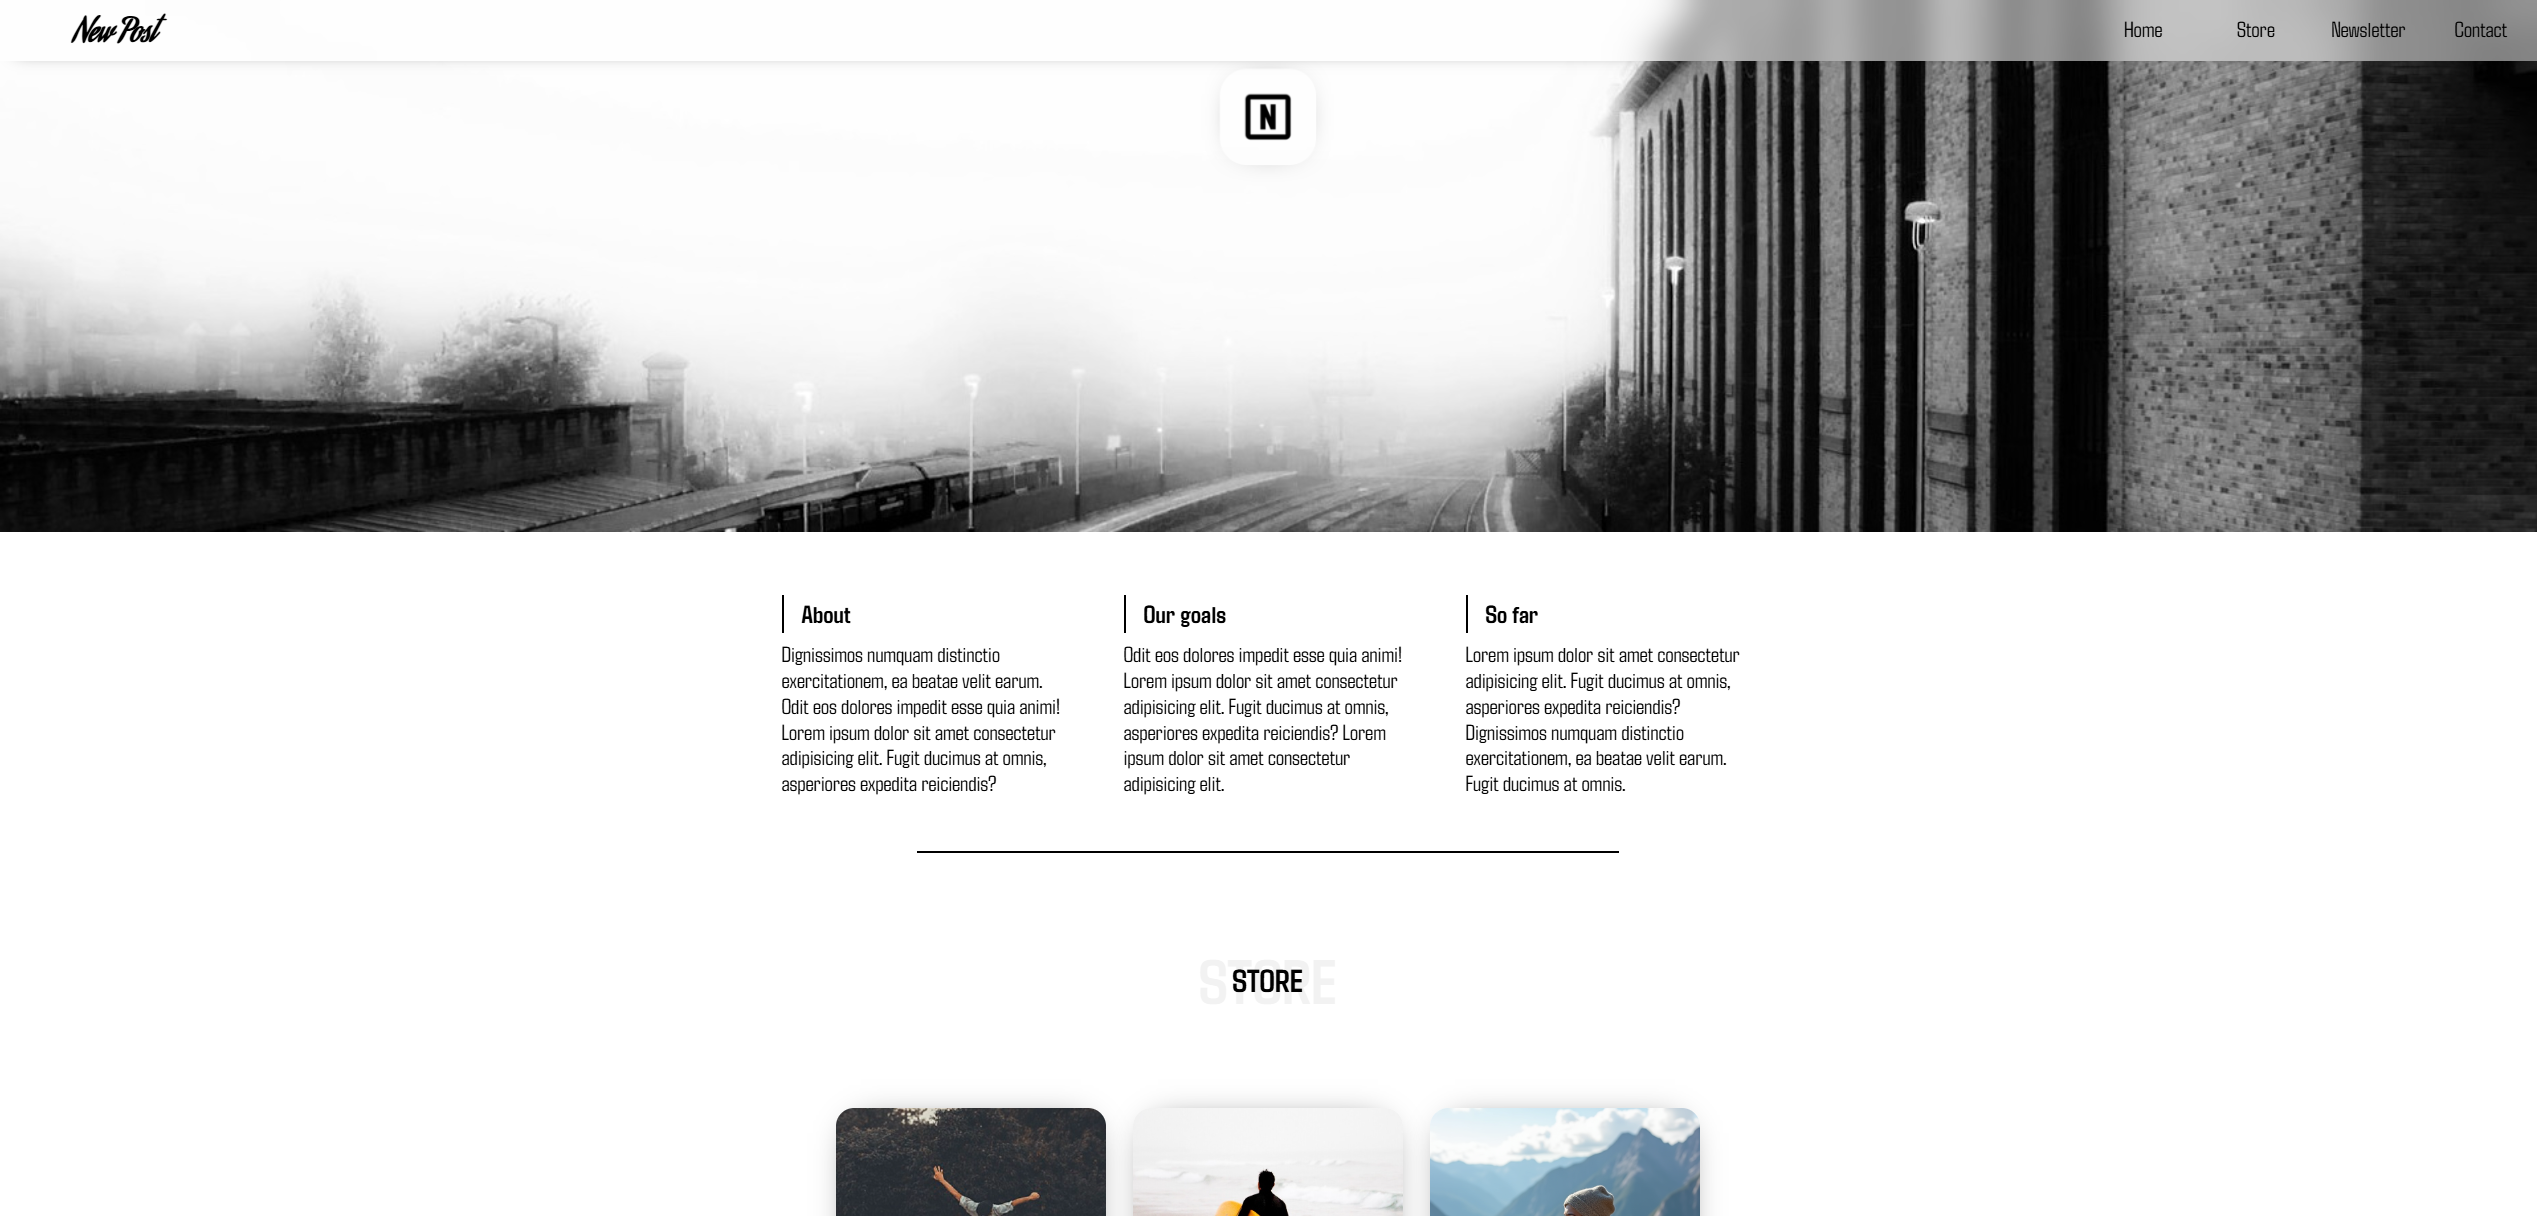 New Post
Home
Store
Newsletter
Contact
N
About
Dignissimos numquam distinctio
exercitationem, ea beatae velit earum.
Odit eos dolores impedit esse quia animi!
Lorem ipsum dolor sit amet consectetur
adipisicing elit. Fugit ducimus at omnis,
asperiores expedita reiciendis?
Our goals
Odit eos dolores impedit esse quia animi!
Lorem ipsum dolor sit amet consectetur
adipisicing elit. Fugit ducimus at omnis,
asperiores expedita reiciendis? Lorem
ipsum dolor sit amet consectetur
adipisicing elit.
So far
Lorem ipsum dolor sit amet consectetur
adipisicing elit. Fugit ducimus at omnis,
asperiores expedita reiciendis?
Dignissimos numquam distinctio
exercitationem, ea beatae velit earum.
Fugit ducimus at omnis.
STORE
STORE